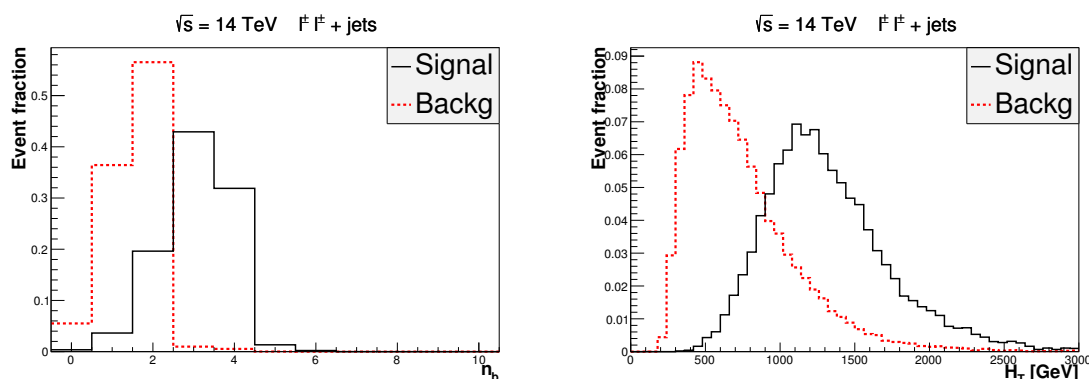 √s = 14 TeV l± l± + jets
Event fraction
Signal
Backg
0.5
0.4
0.3
0.2
0.1
0
0 2 4 6 8 10
n_b
√s = 14 TeV l± l± + jets
Event fraction
Signal
Backg
0.09
0.08
0.07
0.06
0.05
0.04
0.03
0.02
0.01
0
0 500 1000 1500 2000 2500 3000
H_T [GeV]